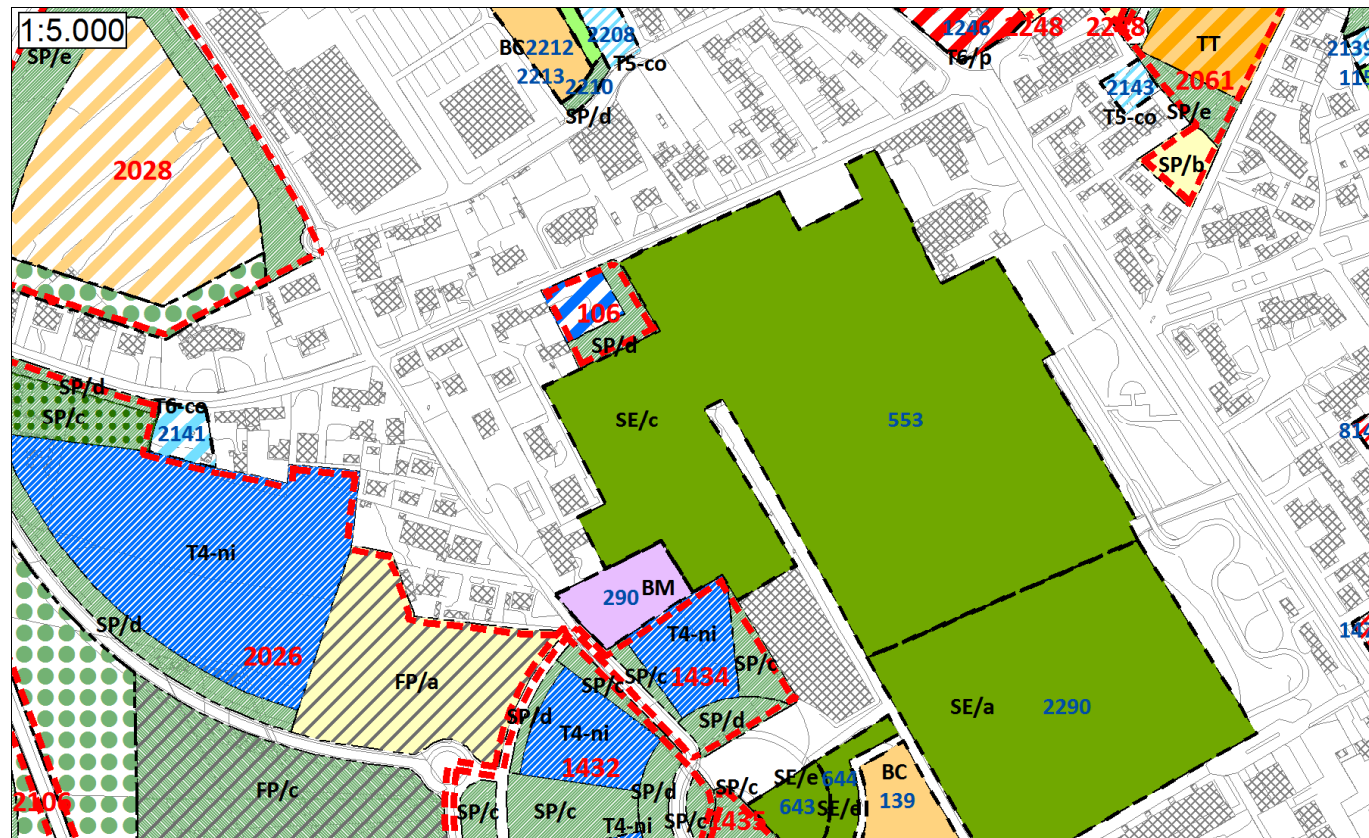 1:5.000
SP/e
2028
BC 2212
2213
2208
T5-co
2210
SP/d
1246
1248
2248
T6/p
TT
2061
2143
T5-co
SP/e
SP/b
2139
106
SP/d
SP/d
SP/c
T6-co
2141
SE/c
553
T4-ni
290 BM
T4-ni
SP/d
2026
FP/a
SP/c
SP/c
1434
SP/c
SP/d
SP/d
T4-ni
1432
SE/a
2290
2106
FP/c
SP/c
SP/c
SP/d
T4-ni
SP/c
SP/c
1435
SE/e
643
644
SE/e
BC
139